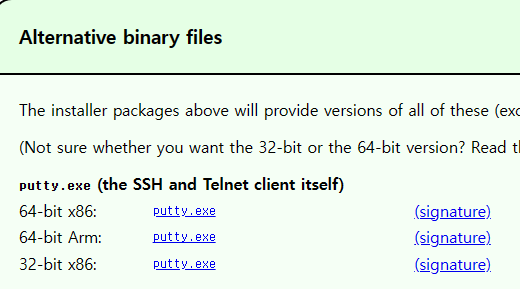 Alternative binary files
The installer packages above will provide versions of all of these (exc
(Not sure whether you want the 32-bit or the 64-bit version? Read t
putty.exe (the SSH and Telnet client itself)
64-bit x86: putty.exe (signature)
64-bit Arm: putty.exe (signature)
32-bit x86: putty.exe (signature)